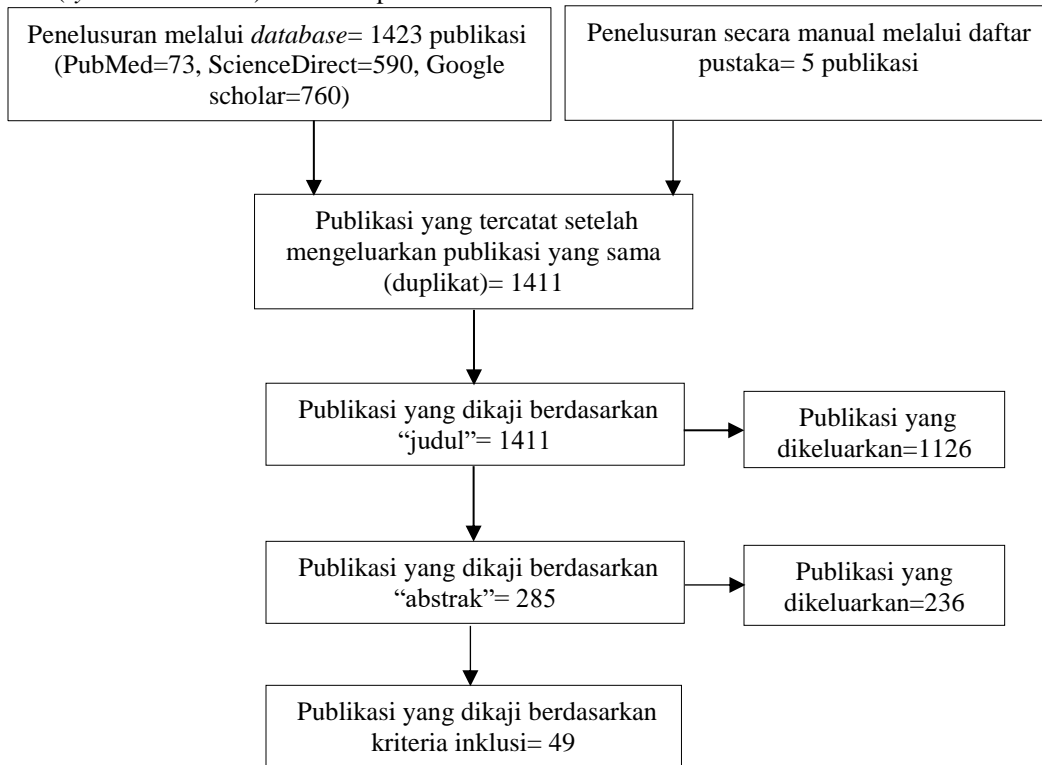 Penelusuran melalui database= 1423 publikasi
(PubMed=73, ScienceDirect=590, Google
scholar=760)
Penelusuran secara manual melalui daftar
pustaka= 5 publikasi
Publikasi yang tercatat setelah
mengeluarkan publikasi yang sama
(duplikat)= 1411
Publikasi yang dikaji berdasarkan
“judul”= 1411
Publikasi yang
dikeluarkan=1126
Publikasi yang dikaji berdasarkan
“abstrak”= 285
Publikasi yang
dikeluarkan=236
Publikasi yang dikaji berdasarkan
kriteria inklusi= 49